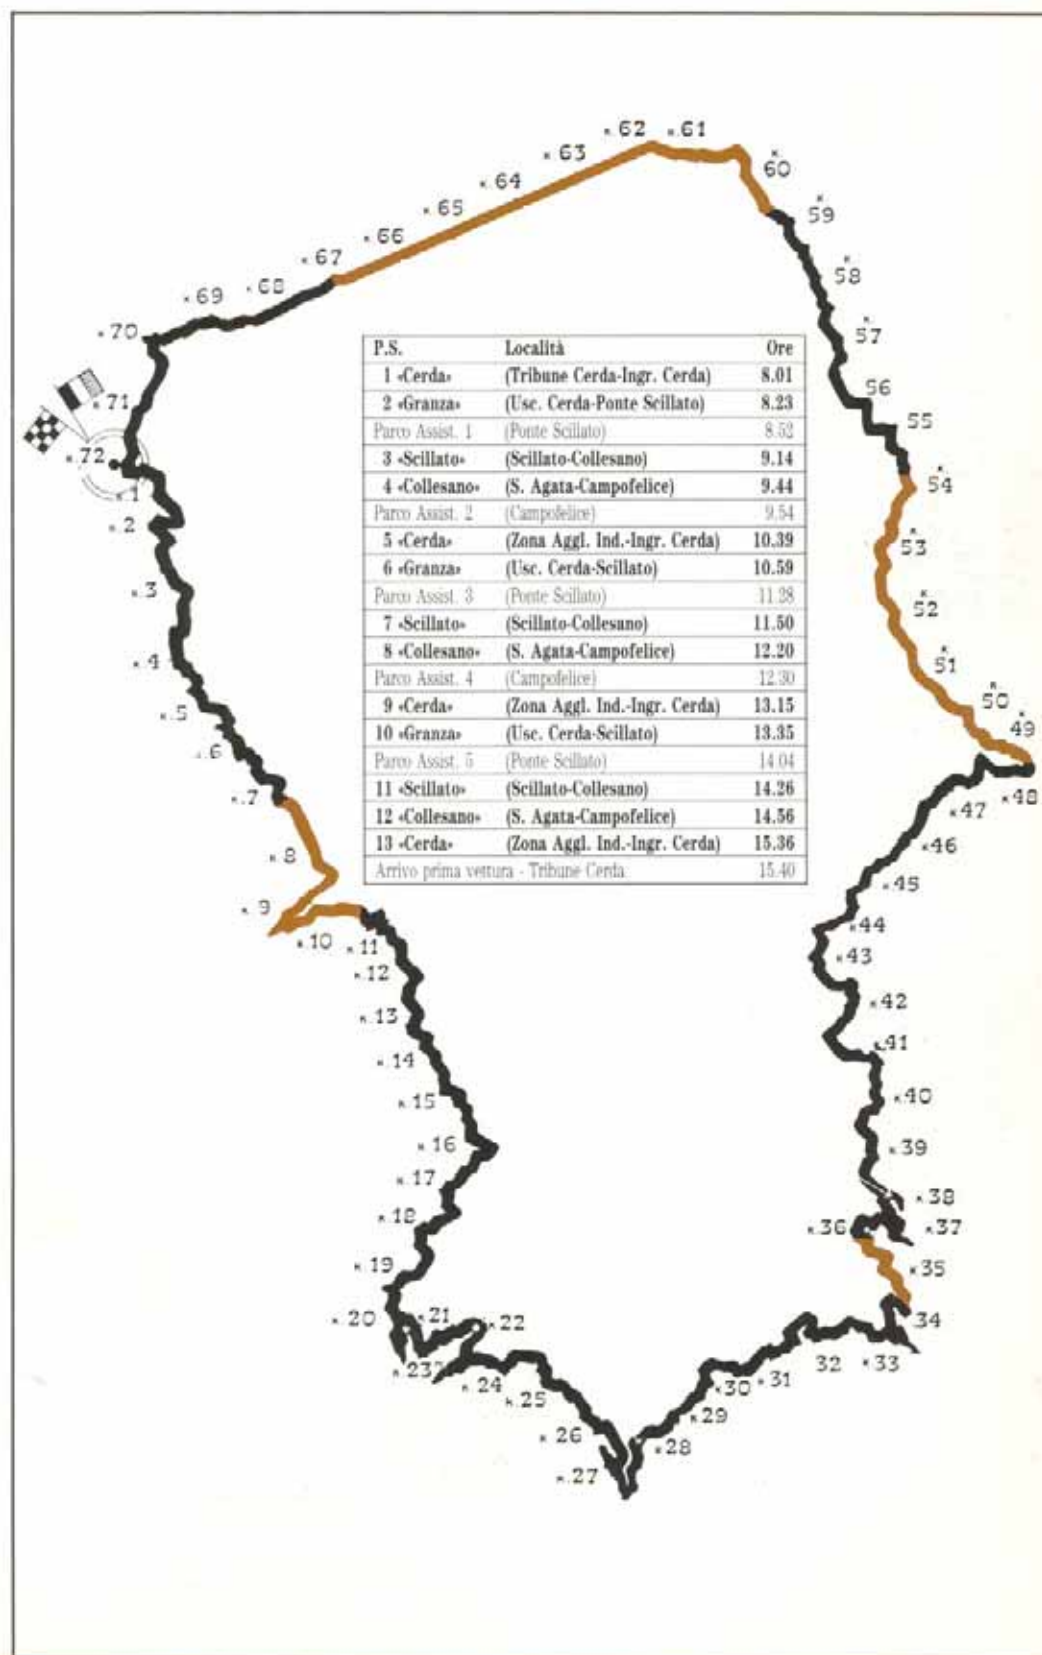 P.S. Località Ore
1 «Cerda» (Tribune Cerda-Ingr. Cerda) 8.01
2 «Granza» (Usc. Cerda-Ponte Scillato) 8.23
Parco Assist. 1 (Ponte Scillato) 8.52
3 «Scillato» (Scillato-Collesano) 9.14
4 «Collesano» (S. Agata-Campofelice) 9.44
Parco Assist. 2 (Campofelice) 9.54
5 «Cerda» (Zona Aggl. Ind.-Ingr. Cerda) 10.39
6 «Granza» (Usc. Cerda-Scillato) 10.59
Parco Assist. 3 (Ponte Scillato) 11.28
7 «Scillato» (Scillato-Collesano) 11.50
8 «Collesano» (S. Agata-Campofelice) 12.20
Parco Assist. 4 (Campofelice) 12.30
9 «Cerda» (Zona Aggl. Ind.-Ingr. Cerda) 13.15
10 «Granza» (Usc. Cerda-Scillato) 13.35
Parco Assist. 5 (Ponte Scillato) 14.04
11 «Scillato» (Scillato-Collesano) 14.26
12 «Collesano» (S. Agata-Campofelice) 14.56
13 «Cerda» (Zona Aggl. Ind.-Ingr. Cerda) 15.36
Arrivo prima vettura - Tribune Cerda 15.40
K.1
K.2
K.3
K.4
K.5
K.6
K.7
K.8
K.9
K.10
K.11
K.12
K.13
K.14
K.15
K.16
K.17
K.18
K.19
K.20
K.21
K.22
K.23
K.24
K.25
K.26
K.27
K.28
K.29
K.30
K.31
32
K.33
34
K.35
K.36
K.37
K.38
K.39
K.40
K.41
K.42
K.43
K.44
K.45
K.46
K.47
K.48
K.49
K.50
K.51
K.52
K.53
K.54
55
56
K.57
K.58
K.59
K.60
K.61
K.62
K.63
K.64
K.65
K.66
K.67
K.68
K.69
K.70
K.71
K.72